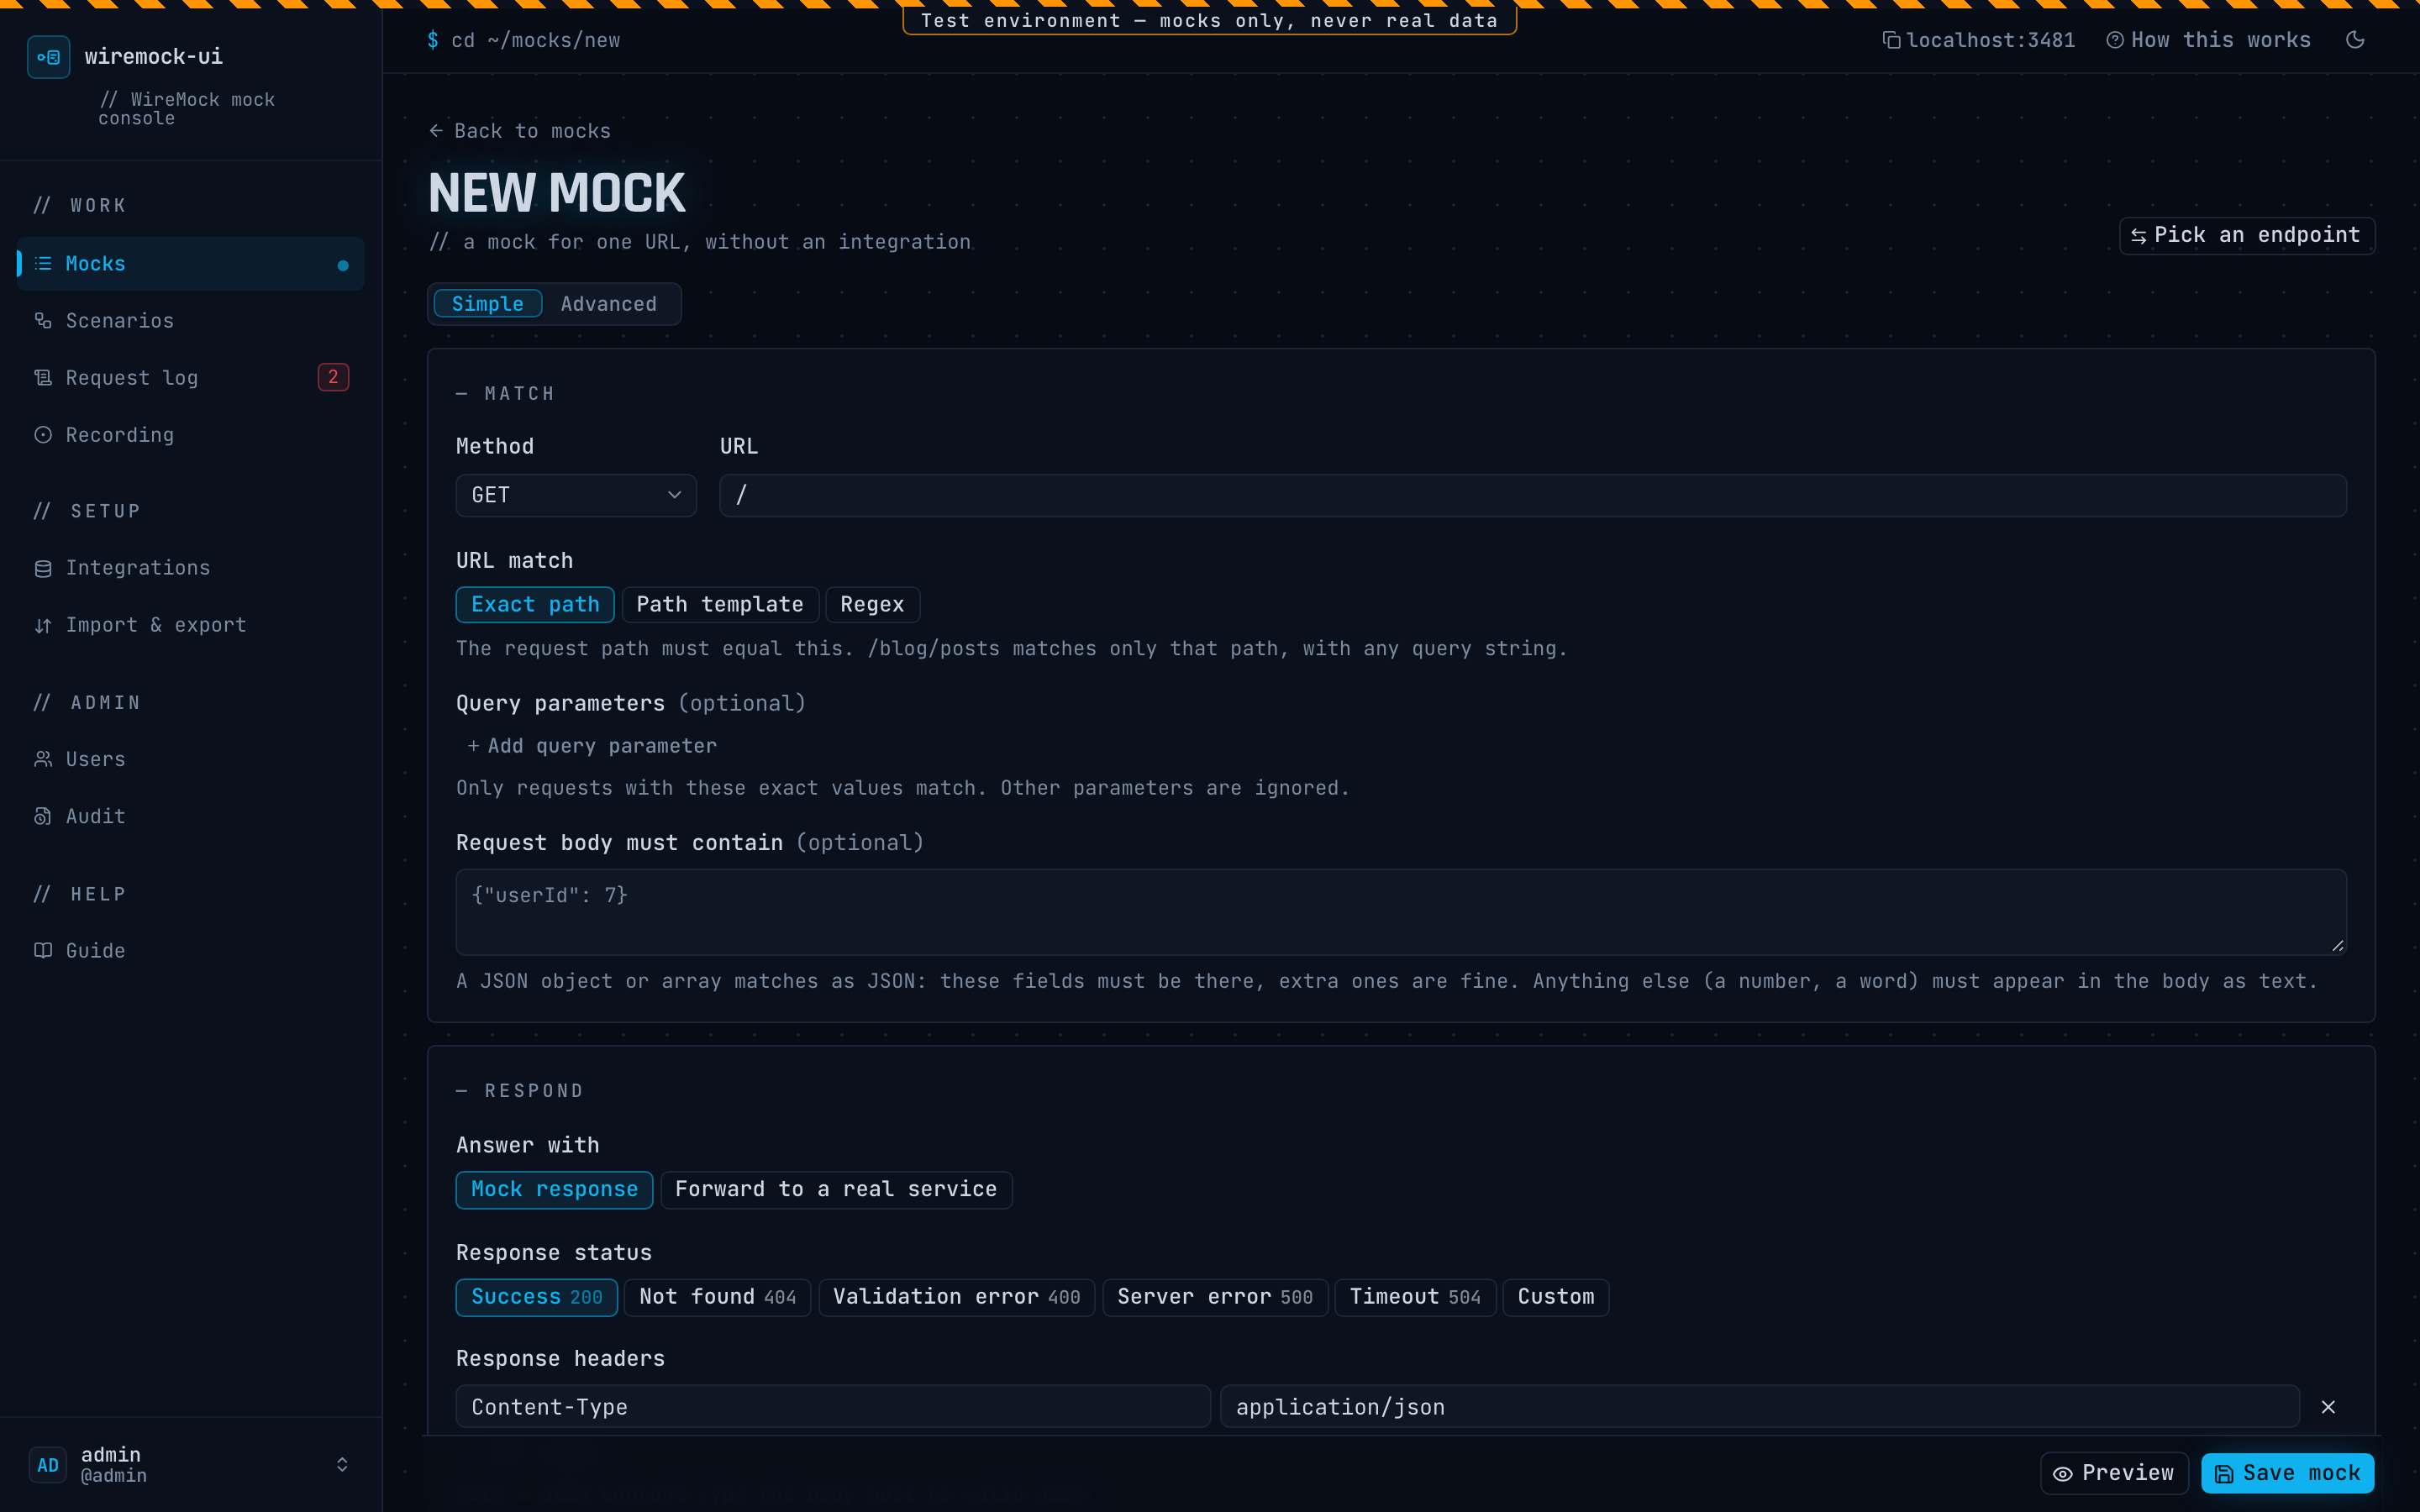 Test environment — mocks only, never real data
wiremock-ui
// WireMock mock
console
$ cd ~/mocks/new
localhost:3481
How this works
// WORK
Mocks
Scenarios
Request log 2
Recording
// SETUP
Integrations
Import & export
// ADMIN
Users
Audit
// HELP
Guide
AD
admin
@admin
← Back to mocks
NEW MOCK
// a mock for one URL, without an integration
Pick an endpoint
Simple Advanced
— MATCH
Method URL
GET /
URL match
Exact path Path template Regex
The request path must equal this. /blog/posts matches only that path, with any query string.
Query parameters (optional)
+ Add query parameter
Only requests with these exact values match. Other parameters are ignored.
Request body must contain (optional)
{"userId": 7}
A JSON object or array matches as JSON: these fields must be there, extra ones are fine. Anything else (a number, a word) must appear in the body as text.
— RESPOND
Answer with
Mock response Forward to a real service
Response status
Success 200 Not found 404 Validation error 400 Server error 500 Timeout 504 Custom
Response headers
Content-Type application/json
Preview Save mock